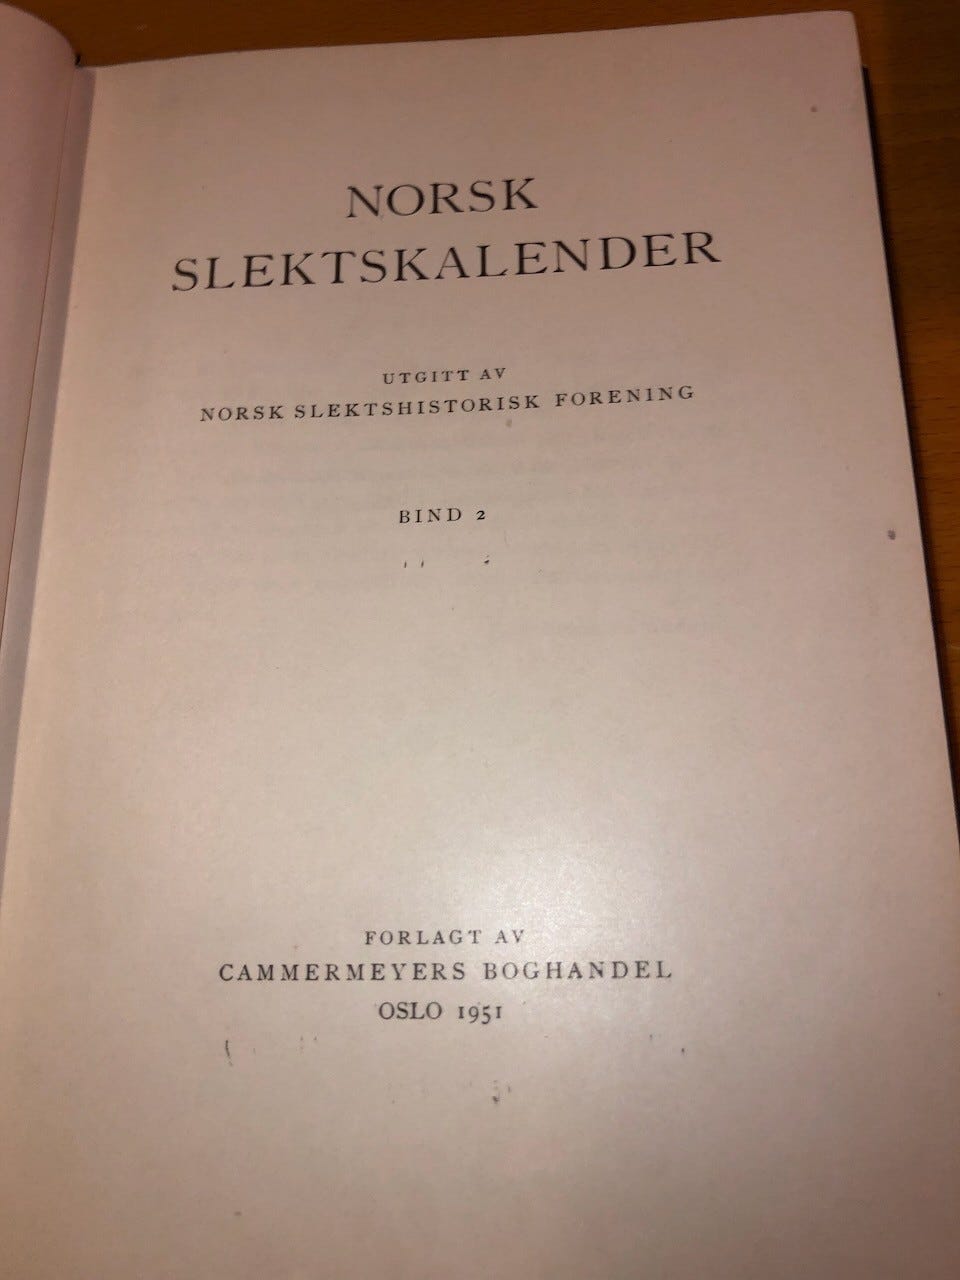 NORSK
SLEKTSKALENDER
UTGITT AV
NORSK SLEKTSHISTORISK FORENING
BIND 2
FORLAGT AV
CAMMERMEYERS BOGHANDEL
OSLO 1951